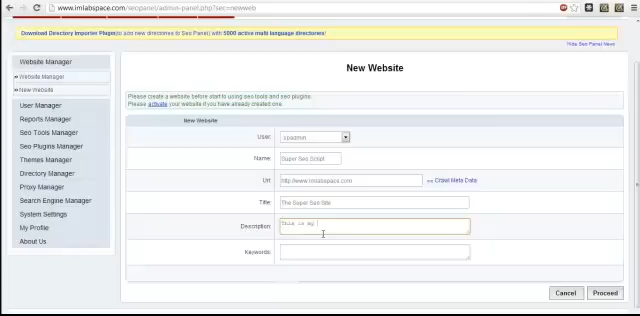 www.imlabspace.com/seopanel/admin-panel.php?sec=newweb
Download Directory Importer Plugin(to add new directories to Seo Panel) with 5000 active multi language directories!
Hide Seo Panel News
Website Manager
Website Manager
New Website
User Manager
Reports Manager
Seo Tools Manager
Seo Plugins Manager
Themes Manager
Directory Manager
Proxy Manager
Search Engine Manager
System Settings
My Profile
About Us
New Website
Please create a website before start to using seo tools and seo plugins.
Please activate your website if you have already created one.
New Website
User: spadmin
Name: Super Seo Script
Url: http://www.imlabspace.com << Crawl Meta Data
Title: The Super Seo Site
Description: This is my
Keywords:
Cancel Proceed